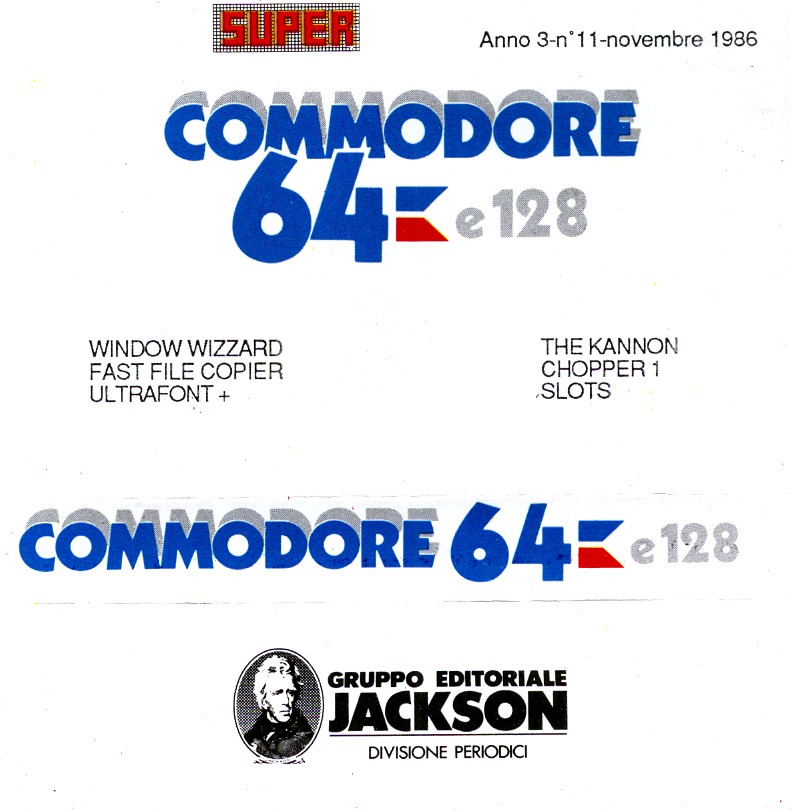 SUPER
Anno 3-n°11-novembre 1986
COMMODORE
64 e 128
WINDOW WIZZARD
FAST FILE COPIER
ULTRAFONT +
THE KANNON
CHOPPER 1
SLOTS
COMMODORE 64 e 128
GRUPPO EDITORIALE
JACKSON
DIVISIONE PERIODICI